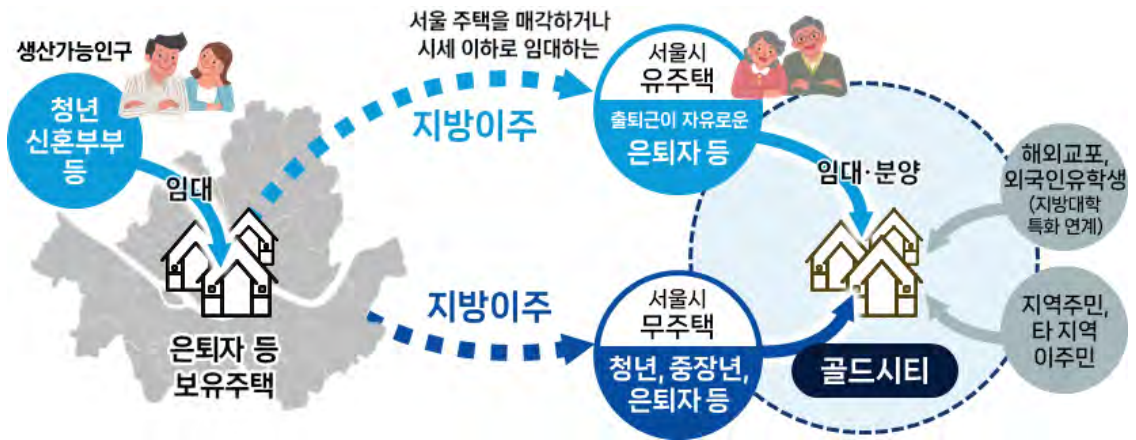 생산가능인구
청년
신혼부부
등
임대
은퇴자 등
보유주택
서울 주택을 매각하거나
시세 이하로 임대하는
지방이주
서울시
유주택
출퇴근이 자유로운
은퇴자 등
임대·분양
지방이주
서울시
무주택
청년, 중장년,
은퇴자 등
골드시티
해외교포,
외국인유학생
(지방대학
특화 연계)
지역주민,
타 지역
이주민